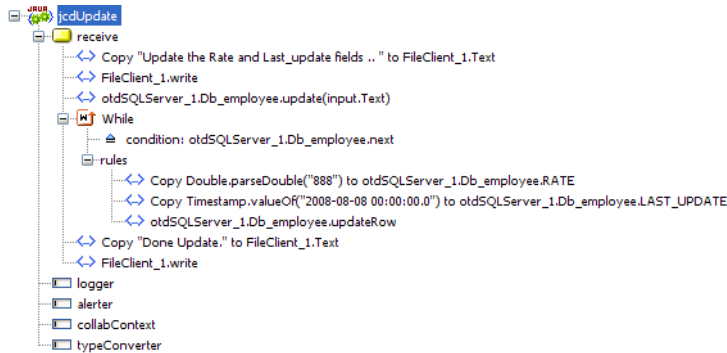 JAVA
jcdUpdate
receive
Copy "Update the Rate and Last_update fields .. " to FileClient_1.Text
FileClient_1.write
otdSQLServer_1.Db_employee.update(input.Text)
While
condition: otdSQLServer_1.Db_employee.next
rules
Copy Double.parseDouble("888") to otdSQLServer_1.Db_employee.RATE
Copy Timestamp.valueOf("2008-08-08 00:00:00.0") to otdSQLServer_1.Db_employee.LAST_UPDATE
otdSQLServer_1.Db_employee.updateRow
Copy "Done Update." to FileClient_1.Text
FileClient_1.write
logger
alerter
collabContext
typeConverter